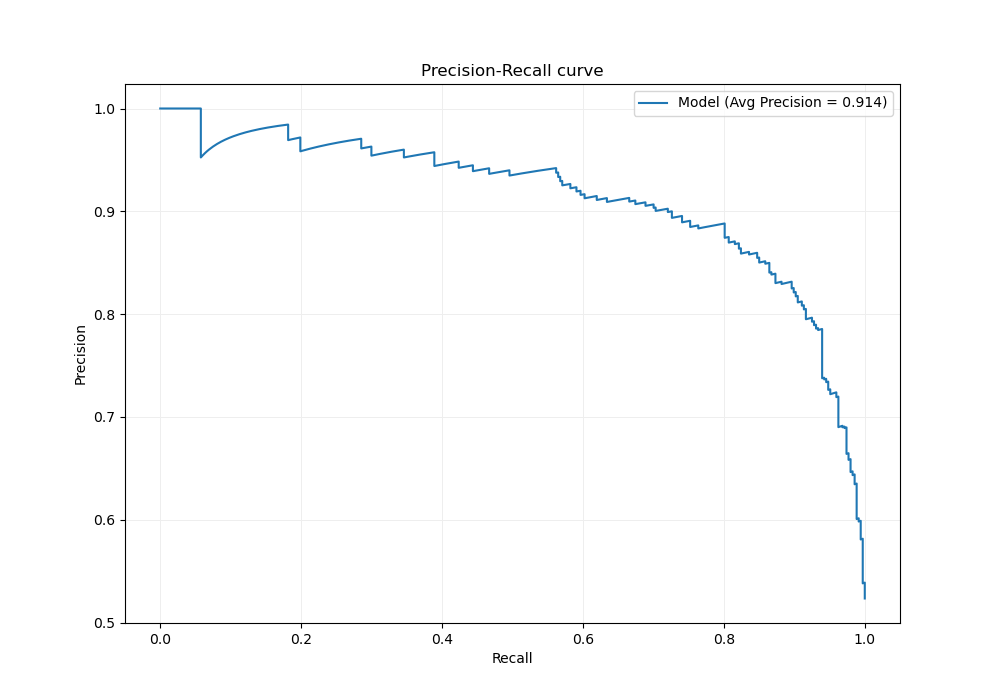 Precision-Recall curve
Model (Avg Precision = 0.914)
1.0
0.9
0.8
0.7
0.6
0.5
Precision
0.0 0.2 0.4 0.6 0.8 1.0
Recall